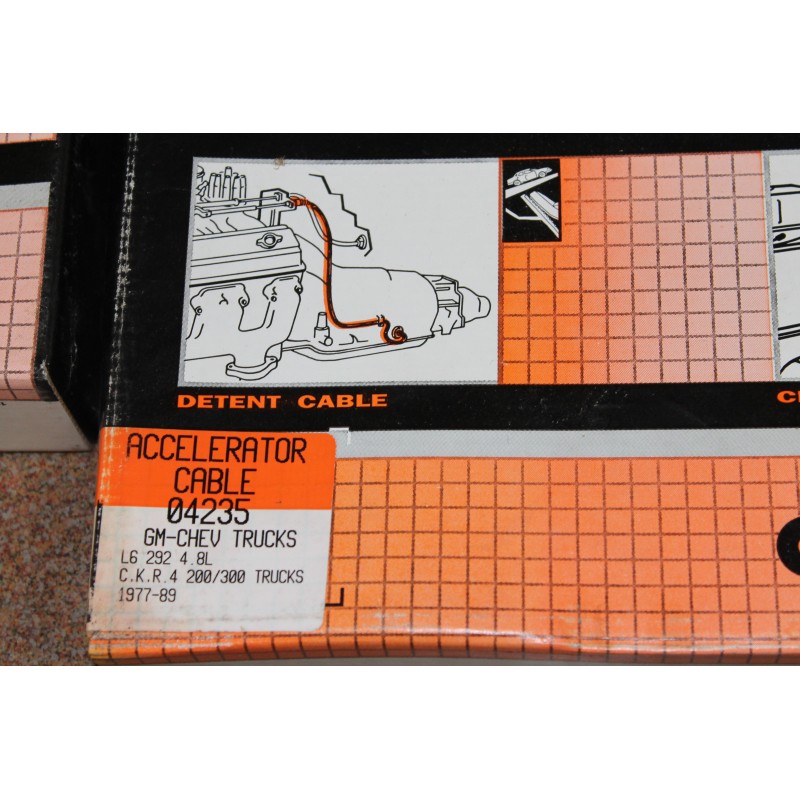 DETENT CABLE
ACCELERATOR
CABLE
04235
GM-CHEV TRUCKS
L6 292 4.8L
C.K.R.4 200/300 TRUCKS
1977-89